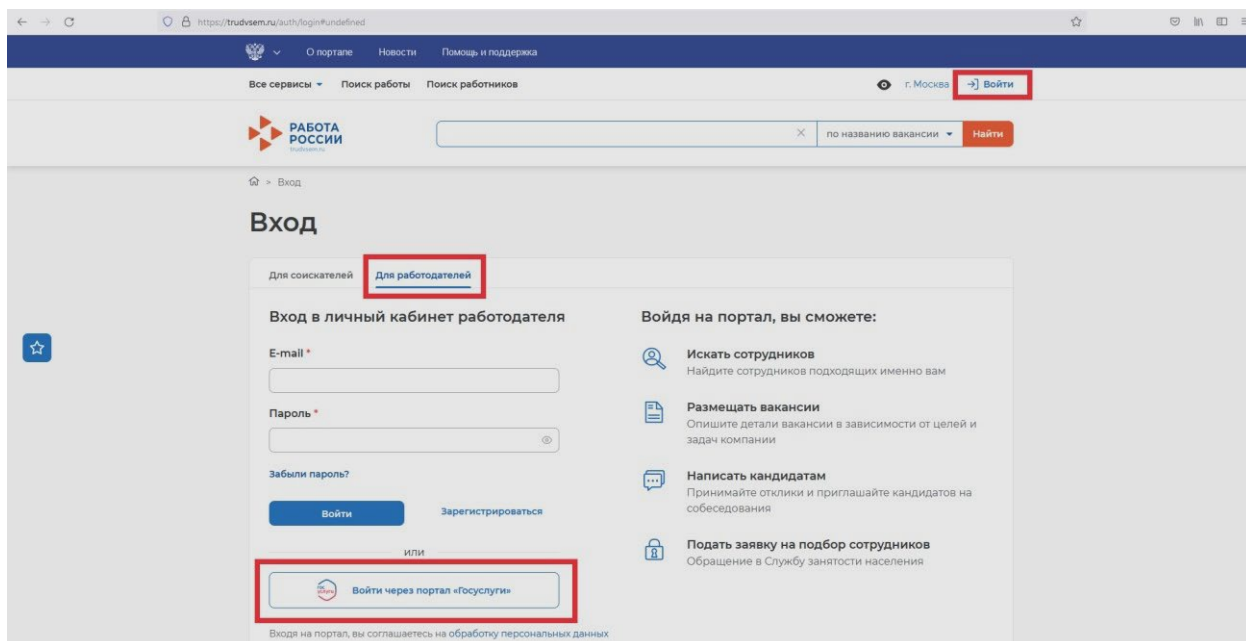 https://trudvsem.ru/auth/login#undefined
О портале Новости Помощь и поддержка
Все сервисы Поиск работы Поиск работников г. Москва Войти
РАБОТА
РОССИИ
trudvsem.ru
по названию вакансии Найти
> Вход
Вход
Для соискателей Для работодателей
Вход в личный кабинет работодателя
E-mail *
Пароль *
Забыли пароль?
Войти Зарегистрироваться
или
госуслуги Войти через портал «Госуслуги»
Входя на портал, вы соглашаетесь на обработку персональных данных
Войдя на портал, вы сможете:
Искать сотрудников
Найдите сотрудников подходящих именно вам
Размещать вакансии
Опишите детали вакансии в зависимости от целей и
задач компании
Написать кандидатам
Принимайте отклики и приглашайте кандидатов на
собеседования
Подать заявку на подбор сотрудников
Обращение в Службу занятости населения